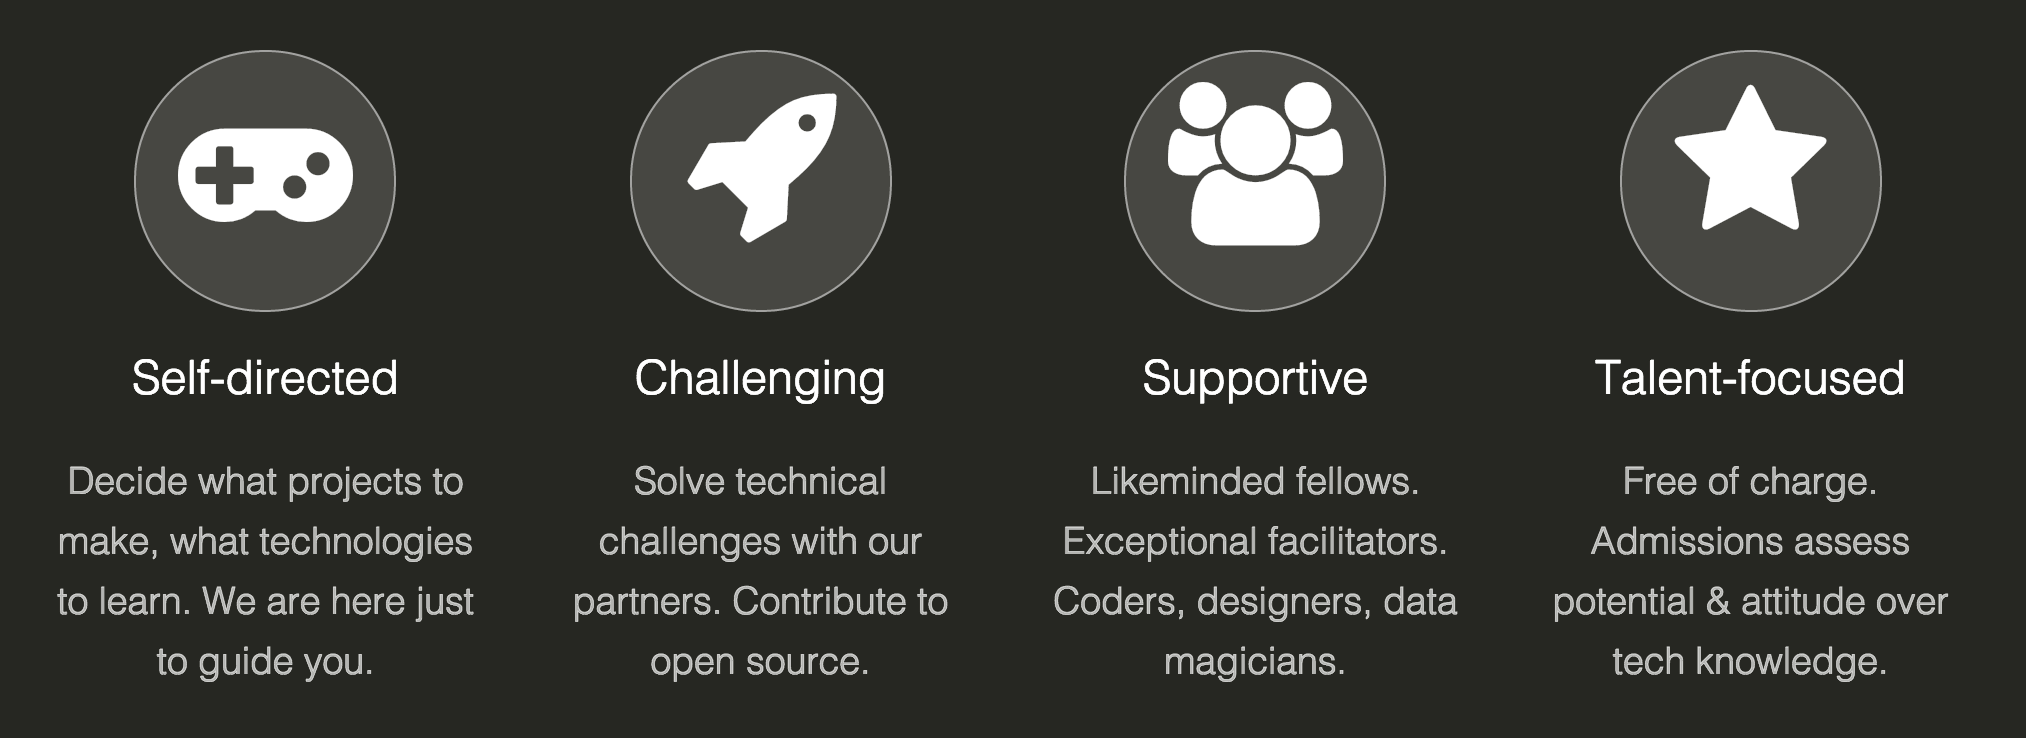 Self-directed
Decide what projects to
make, what technologies
to learn. We are here just
to guide you.
Challenging
Solve technical
challenges with our
partners. Contribute to
open source.
Supportive
Likeminded fellows.
Exceptional facilitators.
Coders, designers, data
magicians.
Talent-focused
Free of charge.
Admissions assess
potential & attitude over
tech knowledge.